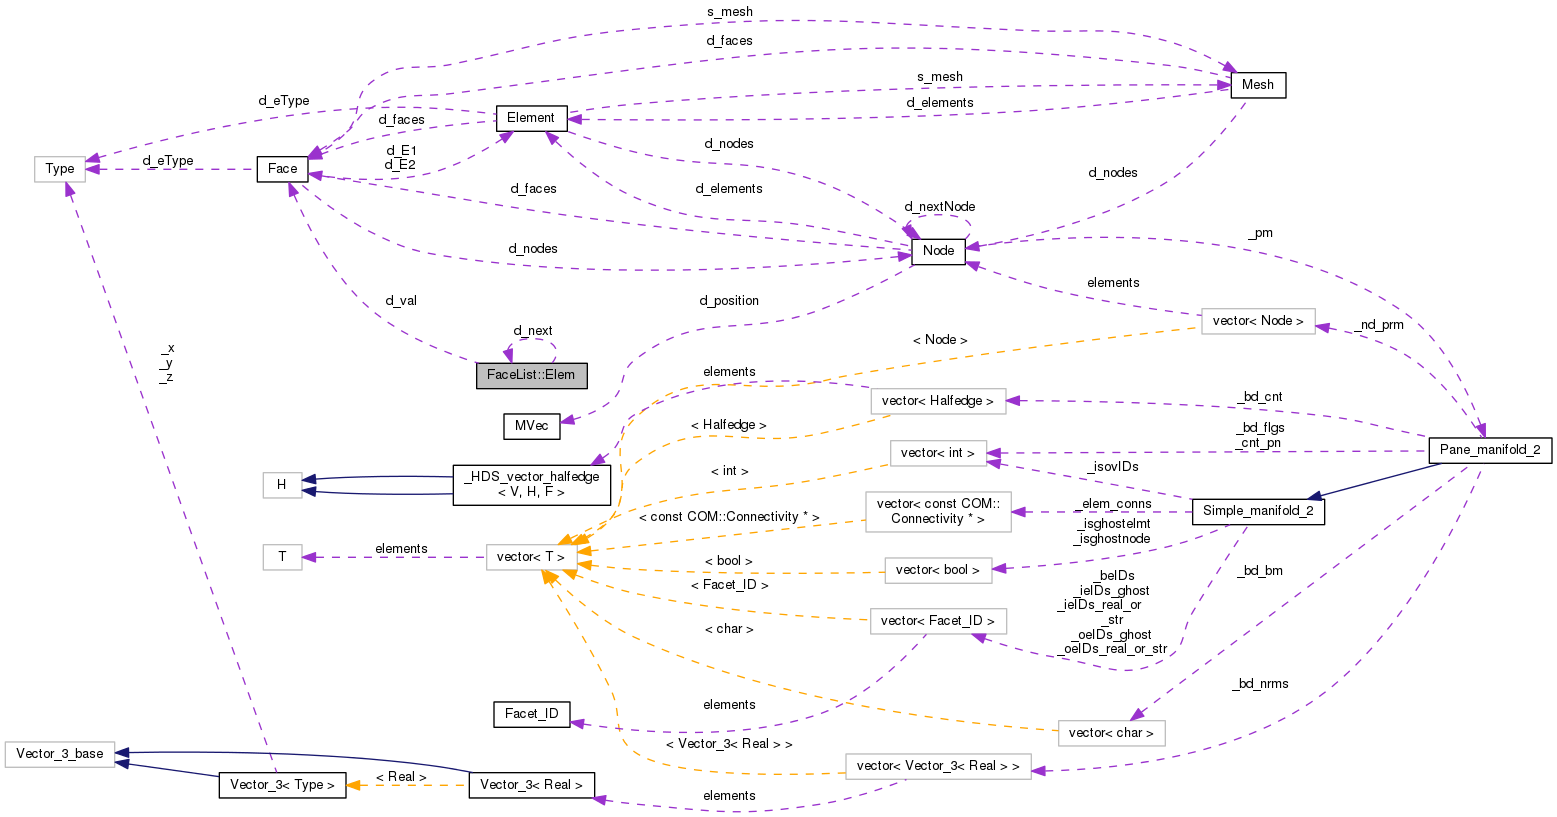 s_mesh
d_faces
s_mesh
Mesh
d_eType
d_elements
Element
d_faces
d_nodes
d_E1
d_E2
d_eType
Type
Face
d_nodes
d_faces
d_elements
d_nextNode
_pm
d_nodes
Node
elements
d_val
d_position
vector< Node >
_nd_prm
d_next
_x
_y
_z
< Node >
FaceList::Elem
elements
vector< Halfedge >
_bd_cnt
MVec
< Halfedge >
_bd_flgs
_cnt_pn
Pane_manifold_2
vector< int >
_isovIDs
< int >
H
_HDS_vector_halfedge
< V, H, F >
vector< const COM::
Connectivity * >
_elem_conns
Simple_manifold_2
< const COM::Connectivity * >
_isghostelmt
_isghostnode
T
elements
vector< T >
< bool >
vector< bool >
_bd_bm
< Facet_ID >
_beIDs
_ieIDs_ghost
_ieIDs_real_or
_str
_oeIDs_ghost
_oeIDs_real_or_str
vector< Facet_ID >
< char >
_bd_nrms
elements
Facet_ID
vector< char >
< Vector_3< Real > >
Vector_3_base
vector< Vector_3< Real > >
< Real >
Vector_3< Type >
Vector_3< Real >
elements